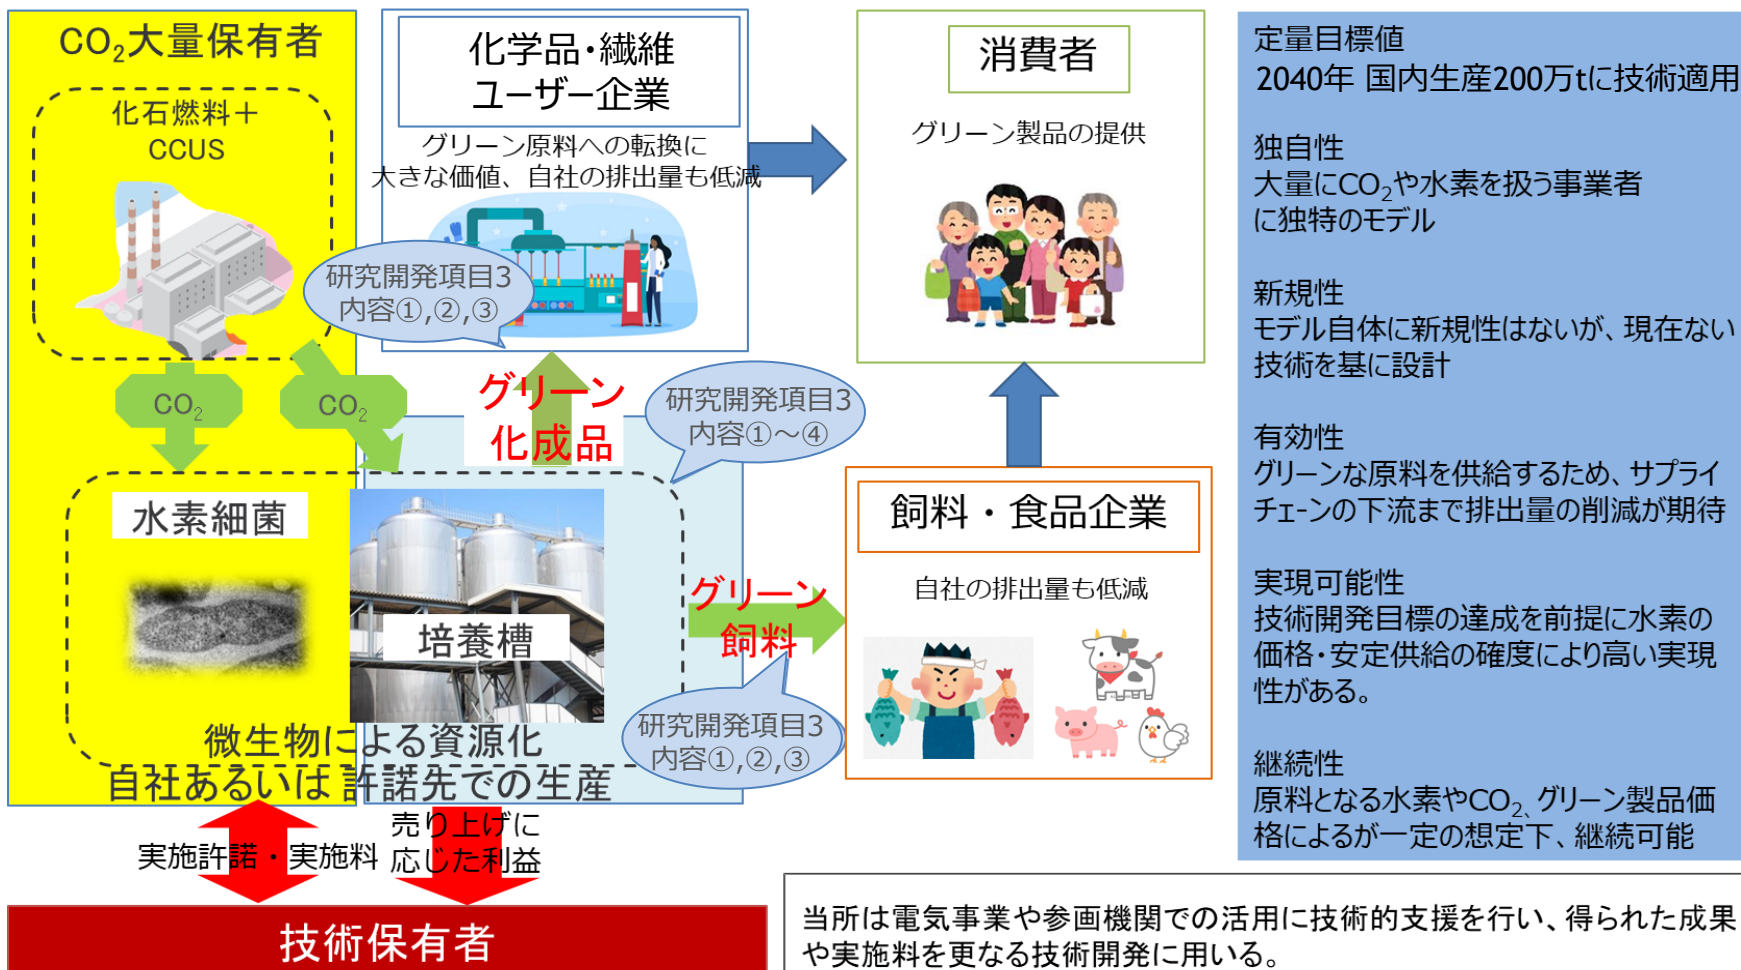 CO₂大量保有者
化石燃料＋
CCUS
CO₂
CO₂
水素細菌
培養槽
微生物による資源化
自社あるいは 許諾先での生産
実施許諾・実施料
売り上げに
応じた利益
技術保有者
化学品・繊維
ユーザー企業
グリーン原料への転換に
大きな価値、自社の排出量も低減
研究開発項目3
内容①,②,③
グリーン
化成品
研究開発項目3
内容①～④
グリーン
飼料
研究開発項目3
内容①,②,③
消費者
グリーン製品の提供
飼料・食品企業
自社の排出量も低減
定量目標値
2040年 国内生産200万tに技術適用
独自性
大量にCO₂や水素を扱う事業者
に独特のモデル
新規性
モデル自体に新規性はないが、現在ない
技術を基に設計
有効性
グリーンな原料を供給するため、サプライ
チェｰンの下流まで排出量の削減が期待
実現可能性
技術開発目標の達成を前提に水素の
価格・安定供給の確度により高い実現
性がある。
継続性
原料となる水素やCO₂、グリーン製品価
格によるが一定の想定下、継続可能
当所は電気事業や参画機関での活用に技術的支援を行い、得られた成果
や実施料を更なる技術開発に用いる。